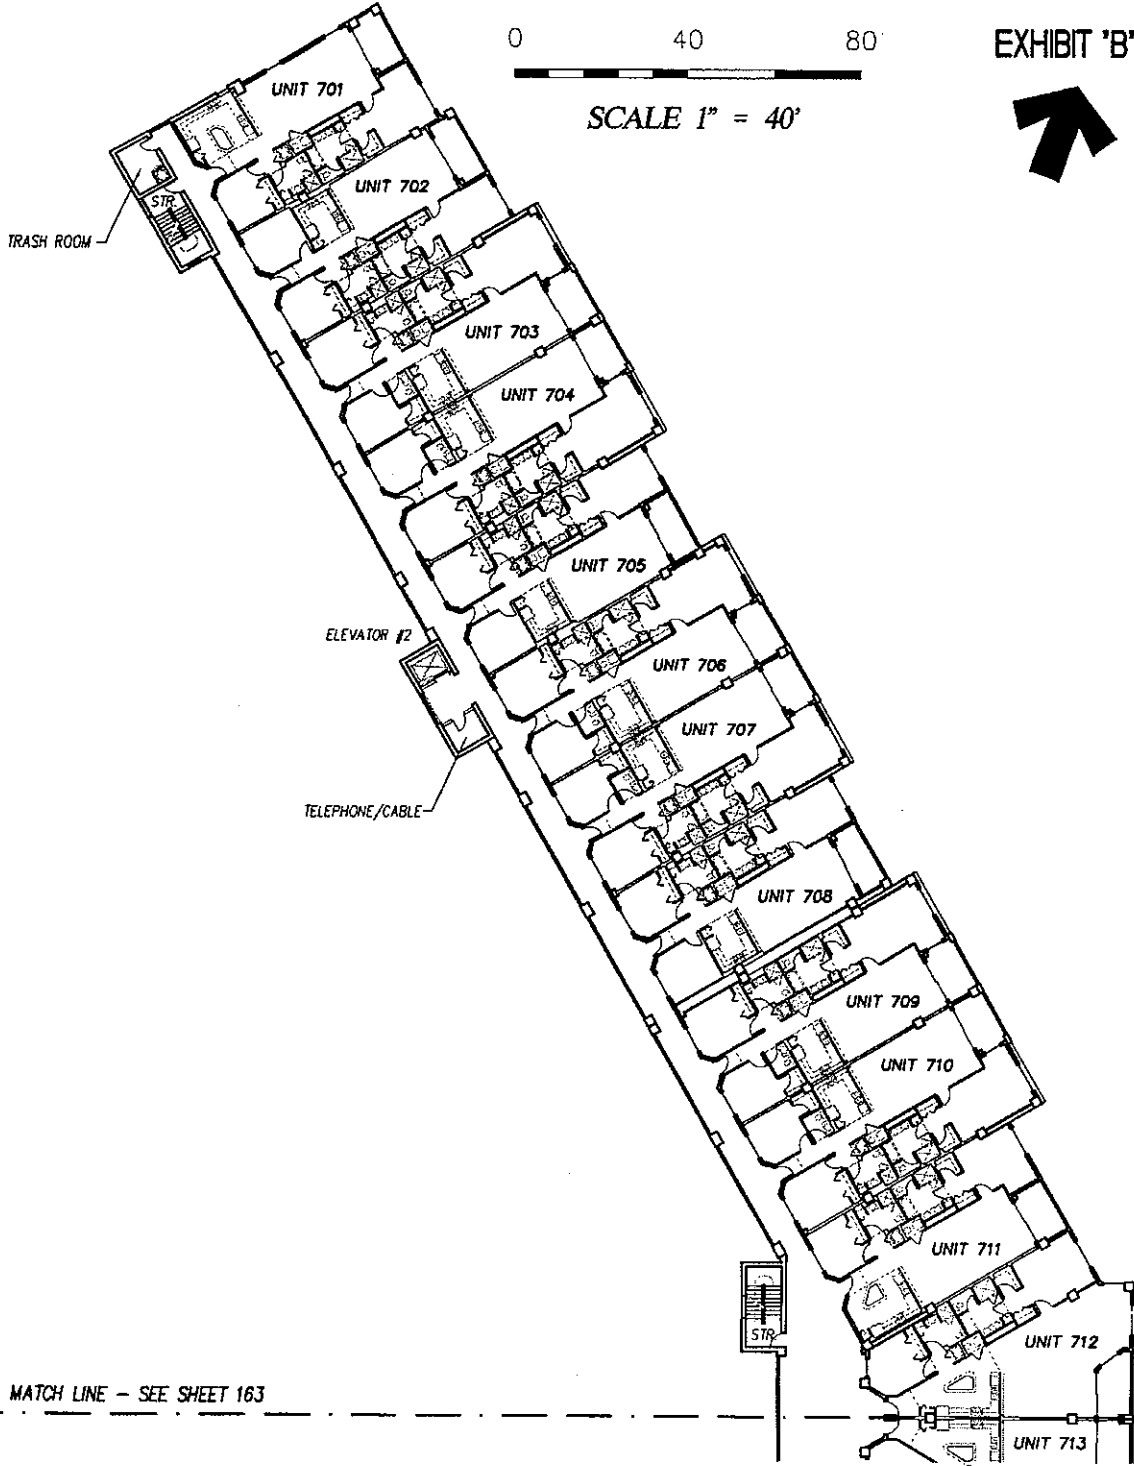 0 40 80'
EXHIBIT "B"
SCALE 1" = 40'
UNIT 701
UNIT 702
STR.
TRASH ROOM
UNIT 703
UNIT 704
UNIT 705
ELEVATOR #2
UNIT 706
UNIT 707
TELEPHONE/CABLE
UNIT 708
UNIT 709
UNIT 710
UNIT 711
STR.
UNIT 712
MATCH LINE - SEE SHEET 163
UNIT 713